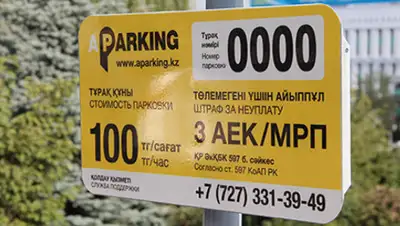 APARKING
www.aparking.kz
Тұрақ нөмірі
Номер парковки
0000
ТҰРАҚ ҚҰНЫ
СТОИМОСТЬ ПАРКОВКИ
100 тг/сағат
тг/час
ҚОЛДАУ ҚЫЗМЕТІ
СЛУЖБА ПОДДЕРЖКИ
ТӨЛЕМЕГЕНІ ҮШІН АЙЫППҰЛ
ШТРАФ ЗА НЕУПЛАТУ
3 АЕК/МРП
ҚР ӘкҚБК 597 б. сәйкес
Согласно ст. 597 КоАП РК
+7 (727) 331-39-49